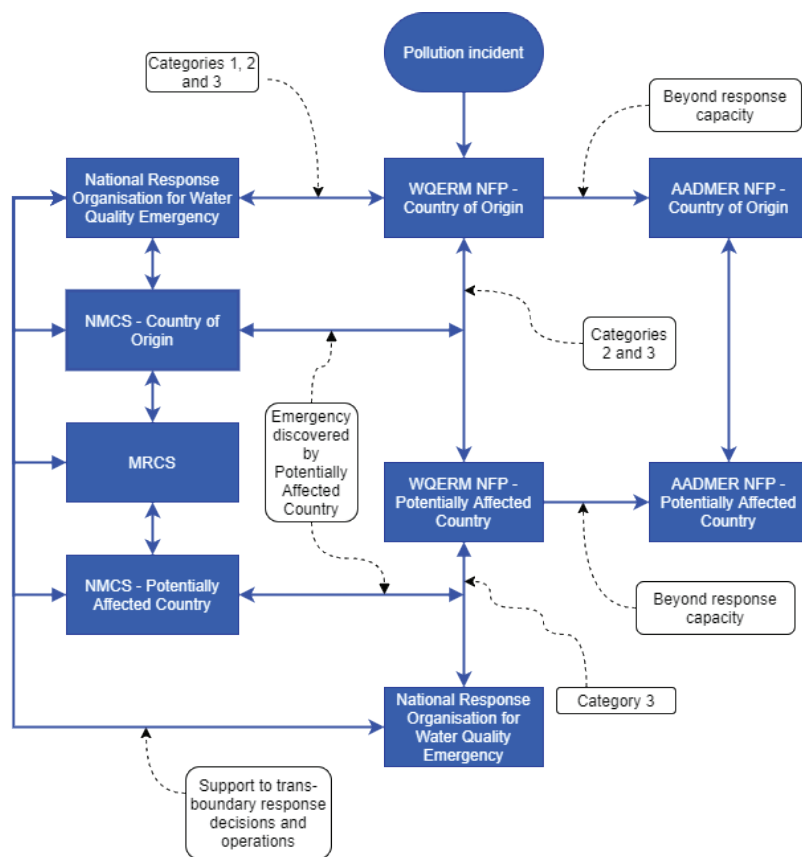 Pollution incident
Categories 1, 2
and 3
Beyond response
capacity
National Response
Organisation for Water
Quality Emergency
WQERM NFP -
Country of Origin
AADMER NFP -
Country of Origin
NMCS - Country of
Origin
Categories
2 and 3
Emergency
discovered
by
Potentially
Affected
Country
MRCS
WQERM NFP -
Potentially Affected
Country
AADMER NFP -
Potentially Affected
Country
NMCS - Potentially
Affected Country
Beyond response
capacity
National Response
Organisation for
Water Quality
Emergency
Category 3
Support to trans-
boundary response
decisions and
operations